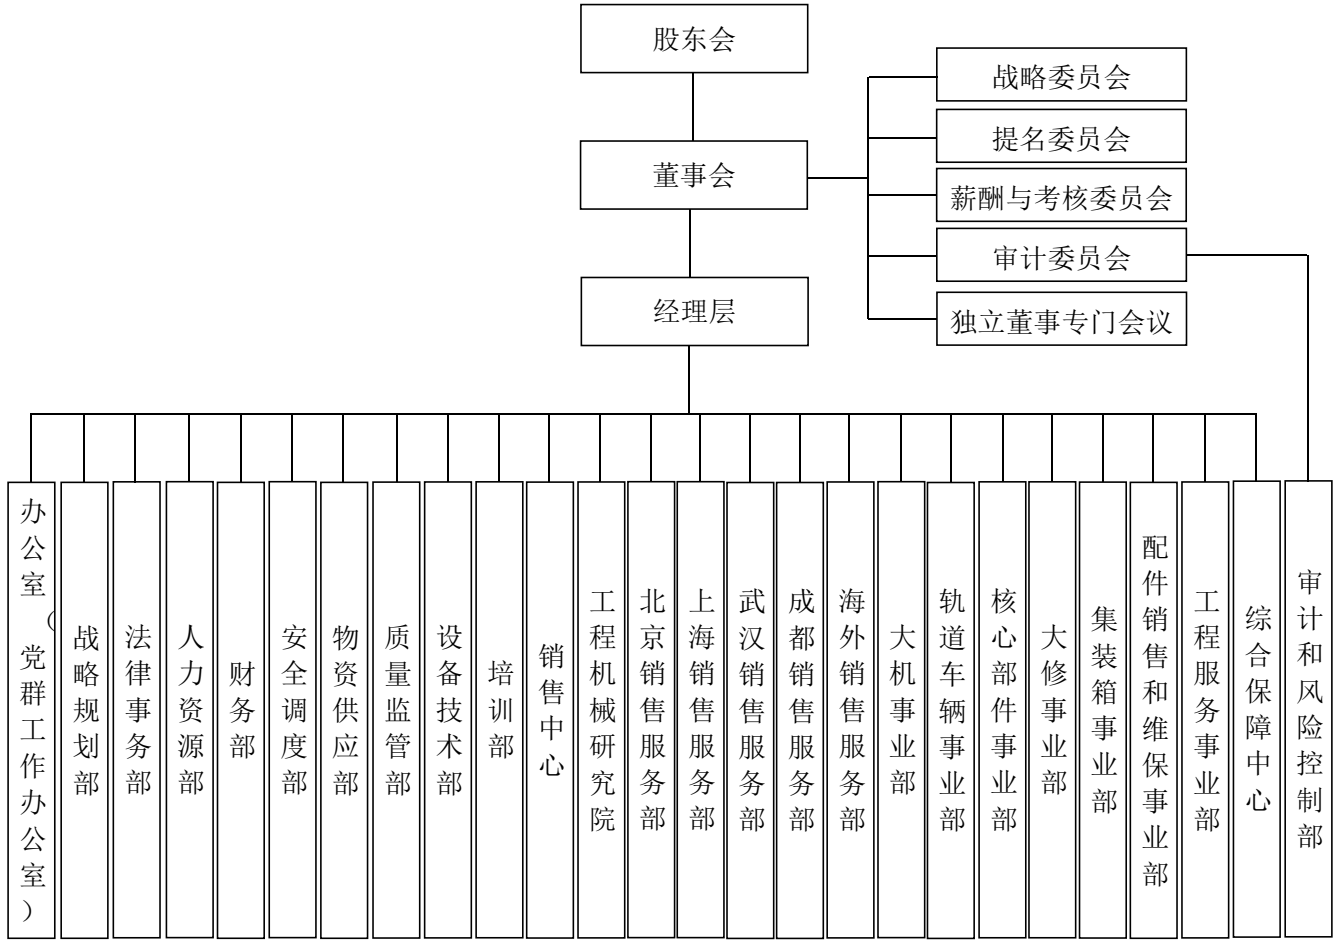 股东会
战略委员会
提名委员会
董事会
薪酬与考核委员会
审计委员会
经理层
独立董事专门会议
办公室（党群工作办公室）
战略规划部
法律事务部
人力资源部
财务部
安全调度部
物资供应部
质量监管部
设备技术部
培训部
销售中心
工程机械研究院
北京销售服务部
上海销售服务部
武汉销售服务部
成都销售服务部
海外销售服务部
大机事业部
轨道车辆事业部
核心部件事业部
大修事业部
集装箱事业部
配件销售和维保事业部
工程服务事业部
综合保障中心
审计和风险控制部